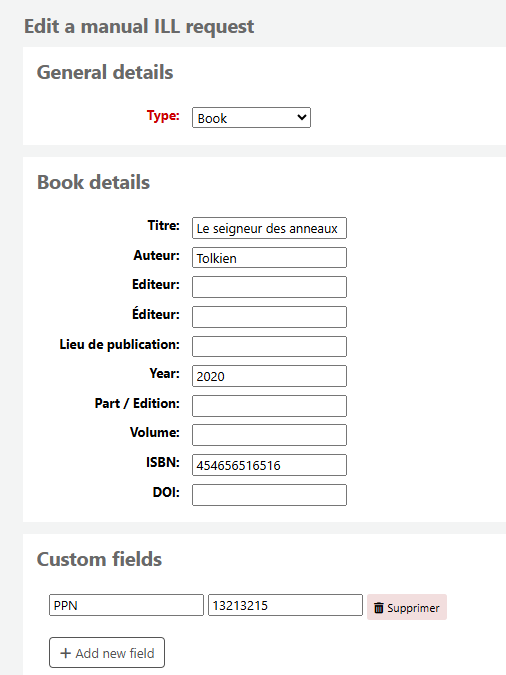 Edit a manual ILL request
General details
Type: Book
Book details
Titre: Le seigneur des anneaux
Auteur: Tolkien
Editeur:
Éditeur:
Lieu de publication:
Year: 2020
Part / Edition:
Volume:
ISBN: 454656516516
DOI:
Custom fields
PPN 13213215 Supprimer
+ Add new field